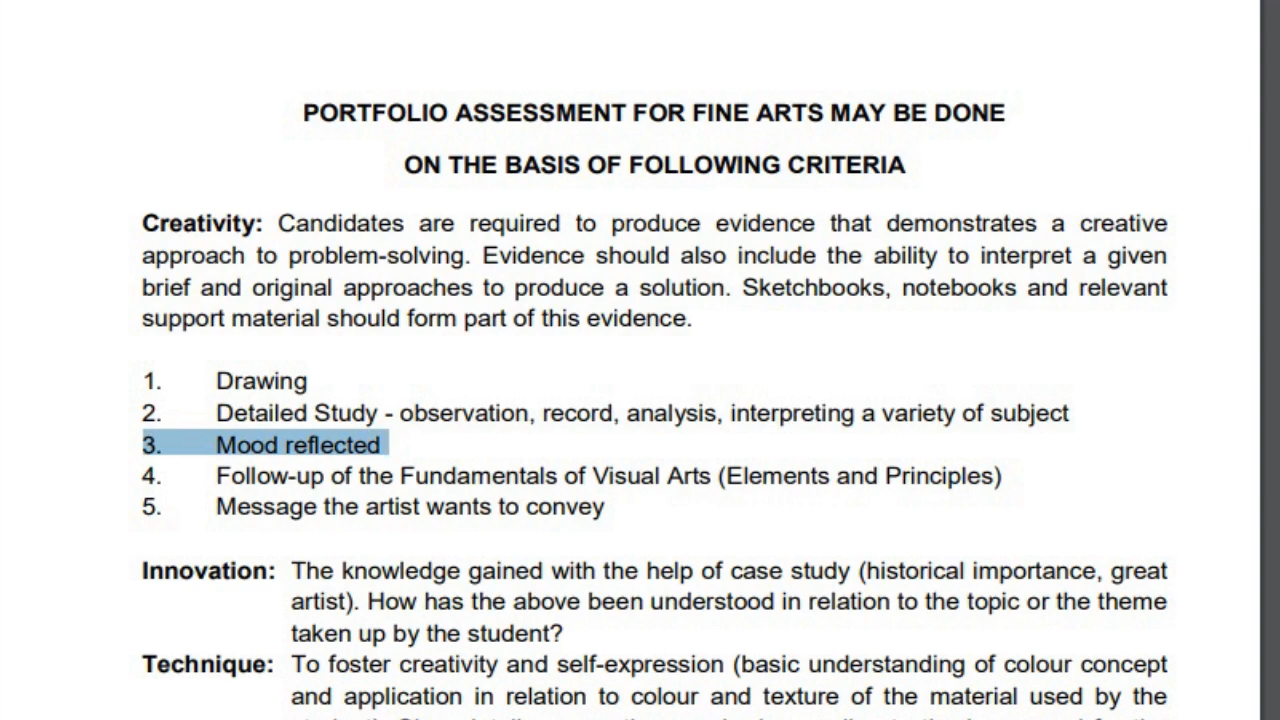 PORTFOLIO ASSESSMENT FOR FINE ARTS MAY BE DONE
ON THE BASIS OF FOLLOWING CRITERIA
Creativity: Candidates are required to produce evidence that demonstrates a creative
approach to problem-solving. Evidence should also include the ability to interpret a given
brief and original approaches to produce a solution. Sketchbooks, notebooks and relevant
support material should form part of this evidence.
1. Drawing
2. Detailed Study - observation, record, analysis, interpreting a variety of subject
3. Mood reflected
4. Follow-up of the Fundamentals of Visual Arts (Elements and Principles)
5. Message the artist wants to convey
Innovation: The knowledge gained with the help of case study (historical importance, great
artist). How has the above been understood in relation to the topic or the theme
taken up by the student?
Technique: To foster creativity and self-expression (basic understanding of colour concept
and application in relation to colour and texture of the material used by the